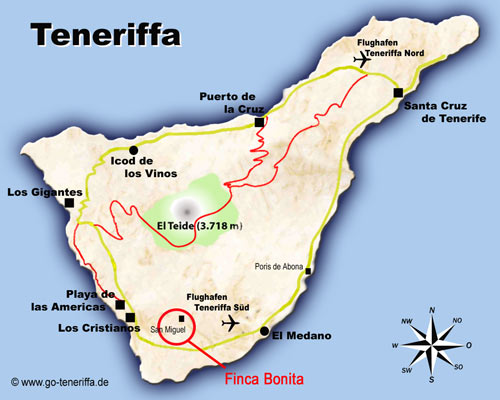 Teneriffa
Flughafen
Teneriffa Nord
Puerto de
la Cruz
Santa Cruz
de Tenerife
Icod de
los Vinos
Los Gigantes
El Teide (3.718 m)
Poris de Abona
Playa de
las Americas
Los Cristianos
Flughafen
Teneriffa Süd
San Miguel
El Medano
Finca Bonita
N
NW
NO
W
O
SW
SO
S
© www.go-teneriffa.de